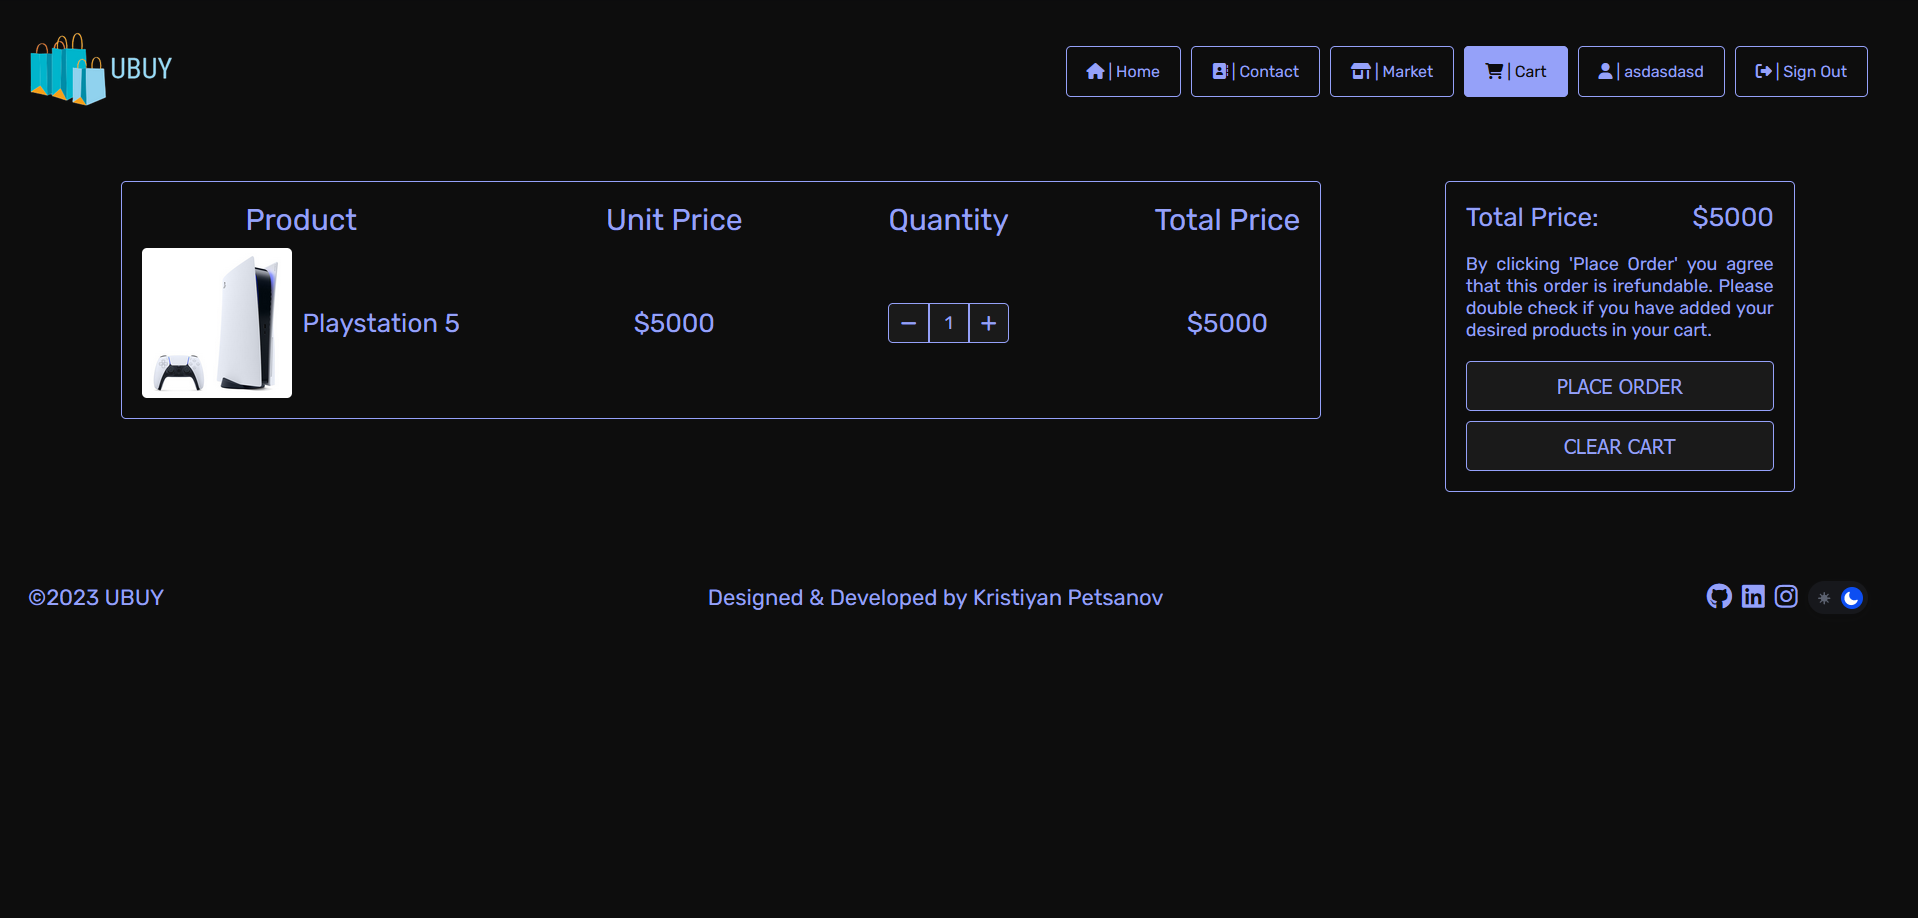 UBUY
| Home
| Contact
| Market
| Cart
| asdasdasd
| Sign Out
Product Unit Price Quantity Total Price
Playstation 5 $5000 − 1 + $5000
Total Price: $5000
By clicking 'Place Order' you agree
that this order is irefundable. Please
double check if you have added your
desired products in your cart.
PLACE ORDER
CLEAR CART
©2023 UBUY
Designed & Developed by Kristiyan Petsanov
in